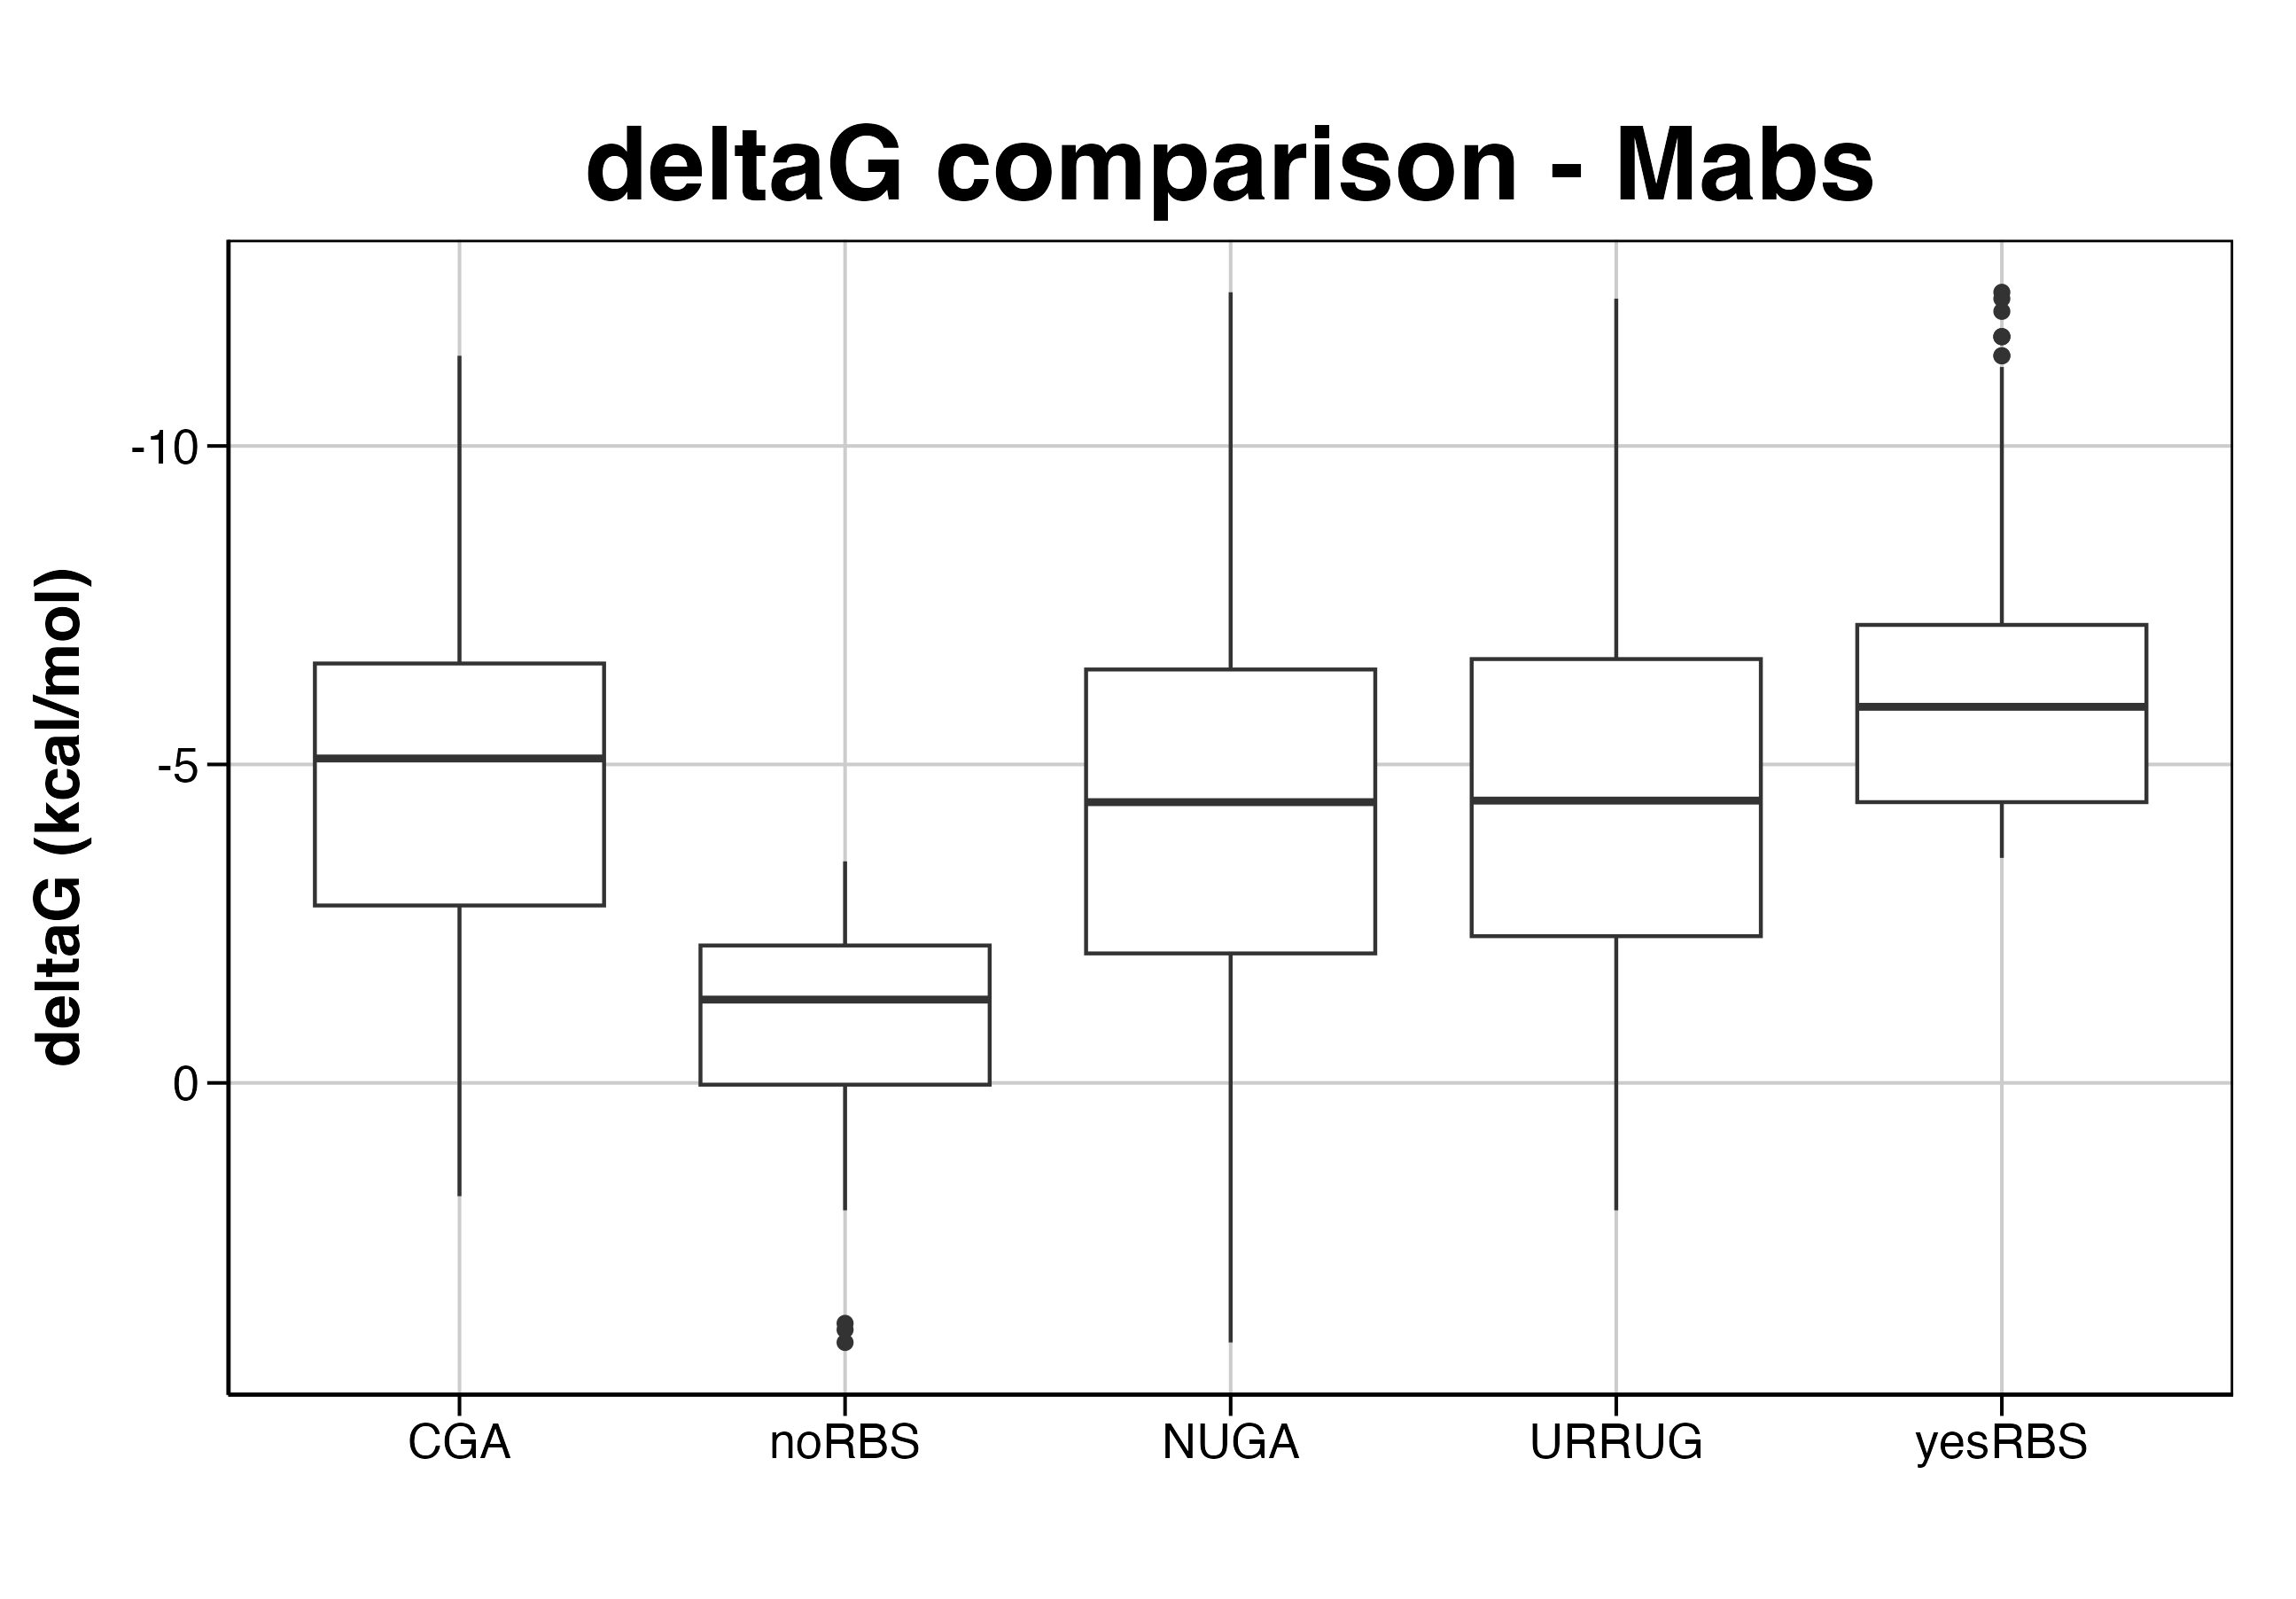 deltaG comparison - Mabs
deltaG (kcal/mol)
-10
-5
0
CGA
noRBS
NUGA
URRUG
yesRBS